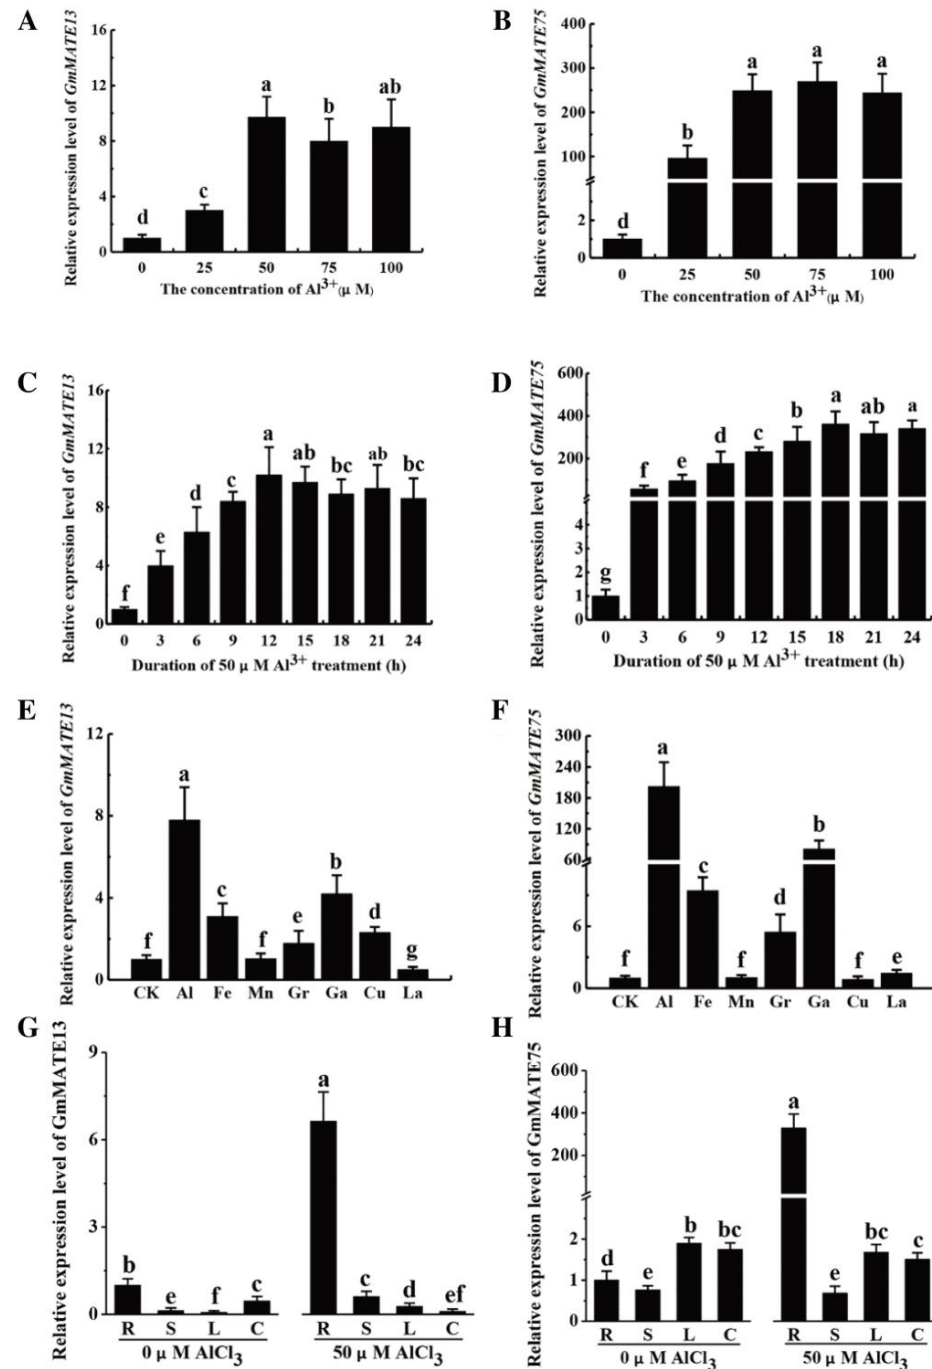 A
Relative expression level of GmMATE13
16
12
8
4
0
d
c
a
b
ab
0 25 50 75 100
The concentration of Al3+(μ M)
B
Relative expression level of GmMATE75
400
300
200
100
2
1
0
d
b
a
a
a
0 25 50 75 100
The concentration of Al3+(μ M)
C
Relative expression level of GmMATE13
16
12
8
4
0
f
e
d
c
a
ab
bc
ab
bc
0 3 6 9 12 15 18 21 24
Duration of 50 μ M Al3+ treatment (h)
D
Relative expression level of GmMATE75
600
400
200
4
3
2
1
0
g
f
e
d
c
b
a
ab
a
0 3 6 9 12 15 18 21 24
Duration of 50 μ M Al3+ treatment (h)
E
Relative expression level of GmMATE13
12
8
4
0
f
a
c
f
e
b
d
g
CK Al Fe Mn Gr Ga Cu La
F
Relative expression level of GmMATE75
300
240
180
120
60
6
0
f
a
c
f
d
b
f
e
CK Al Fe Mn Gr Ga Cu La
G
Relative expression level of GmMATE13
9
6
3
0
b
e
f
c
a
c
d
ef
R S L C R S L C
0 μ M AlCl3 50 μ M AlCl3
H
Relative expression level of GmMATE75
600
400
200
2
1
0
d
e
b
bc
a
e
bc
c
R S L C R S L C
0 μ M AlCl3 50 μ M AlCl3